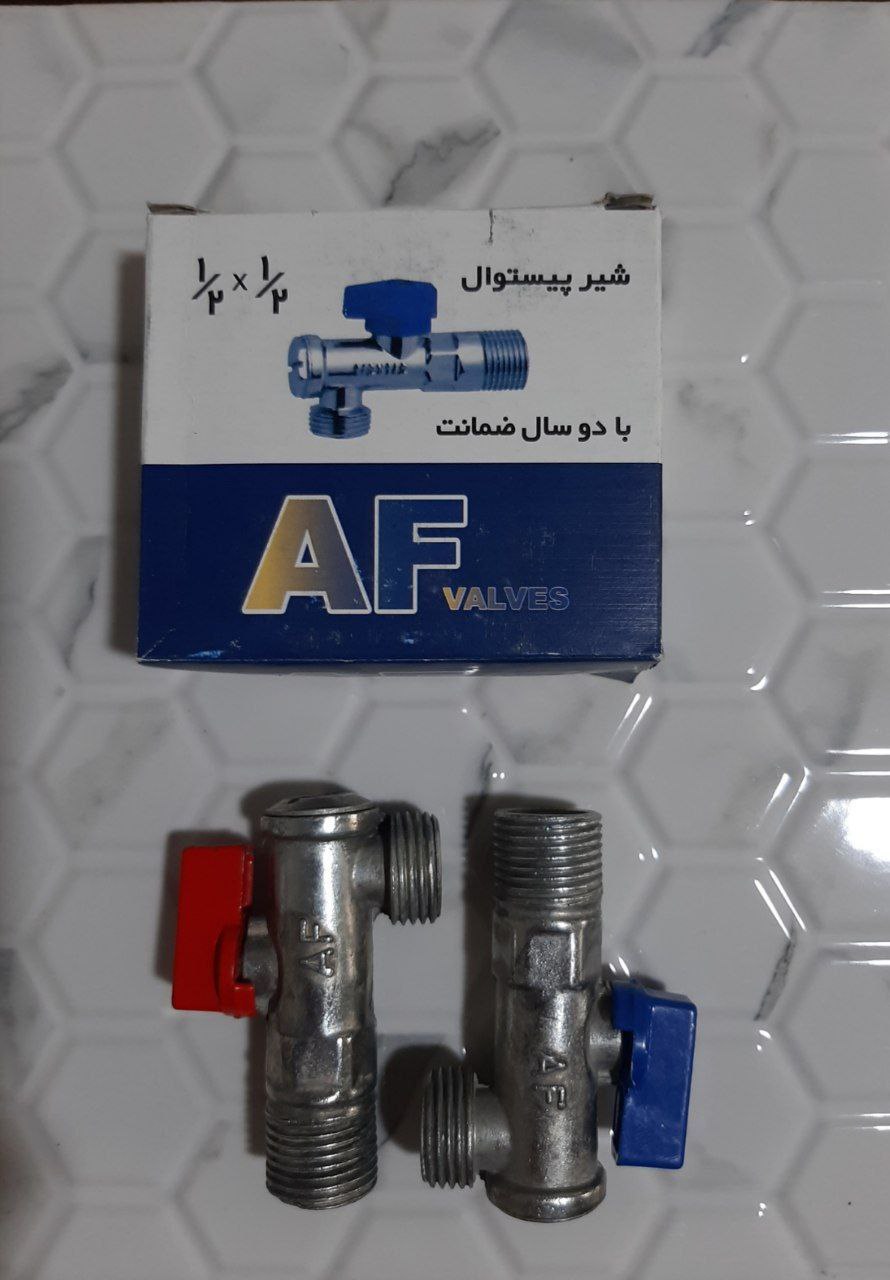 شیر پیستوال
۱/۲ x ۱/۲
با دو سال ضمانت
AF VALVES
AF
AF